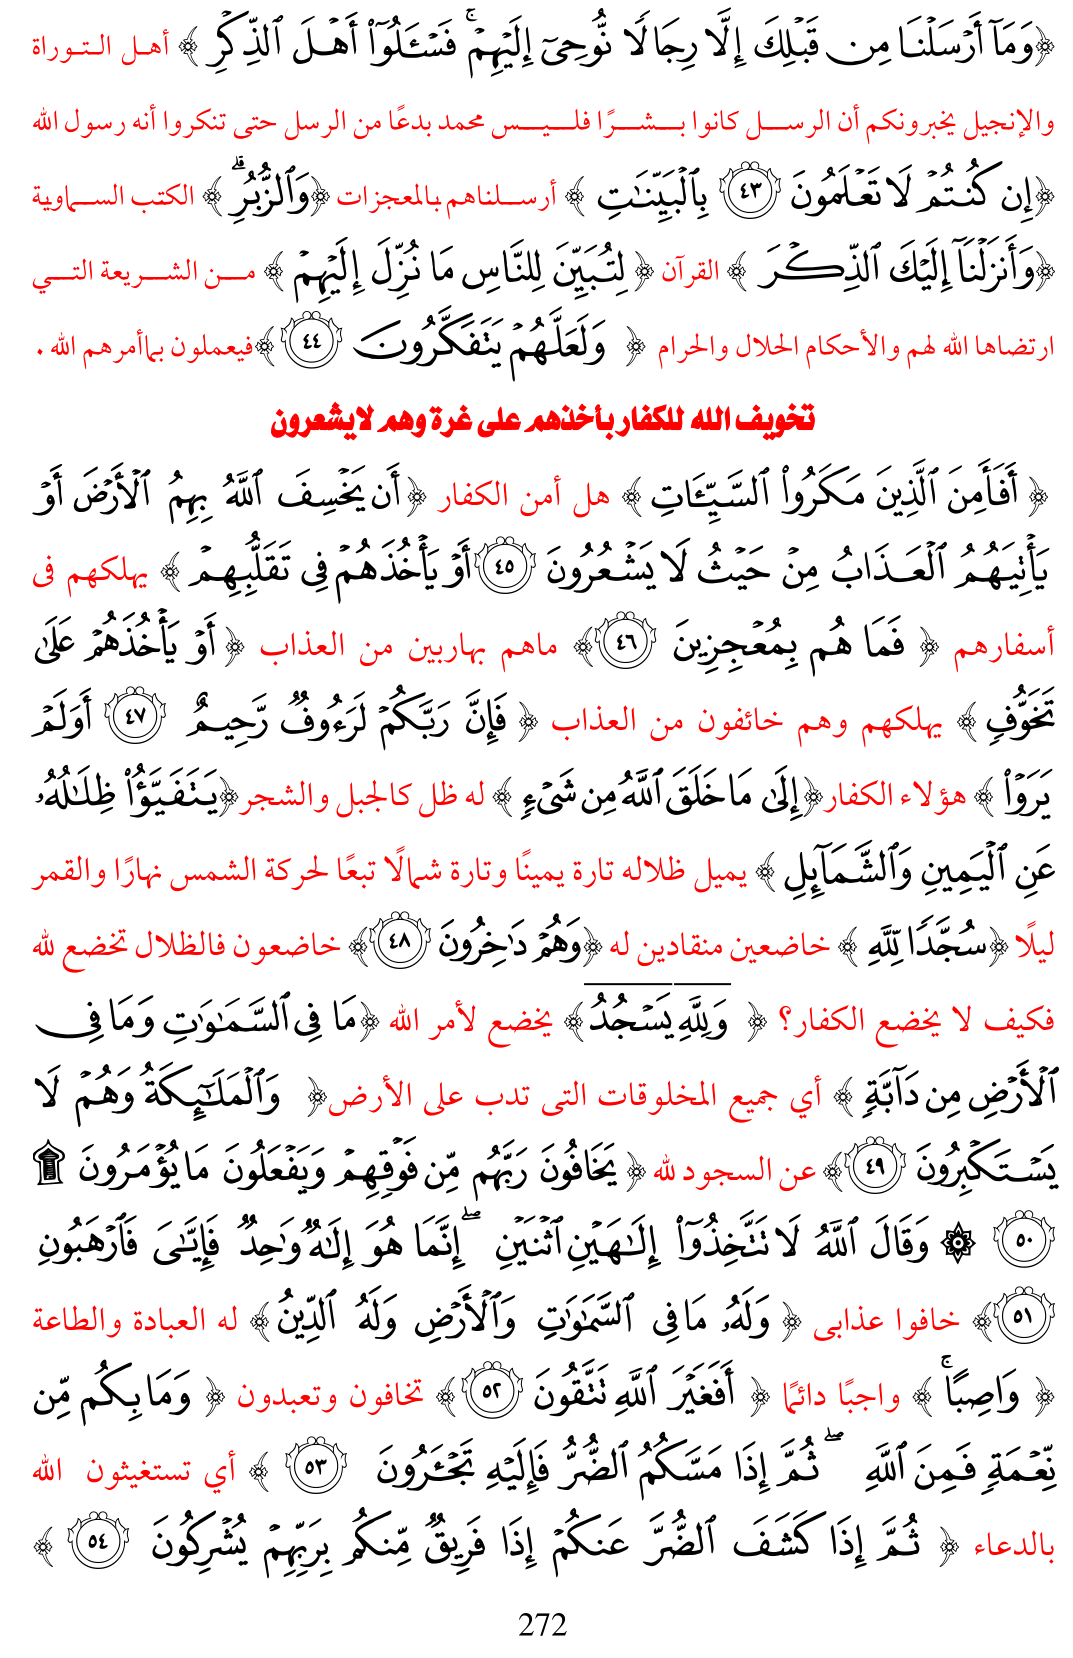 ﴿وَمَآ أَرۡسَلۡنَا مِن قَبۡلِكَ إِلَّا رِجَالٗا نُّوحِيٓ إِلَيۡهِمۡۖ فَسۡـَٔلُوٓاْ أَهۡلَ ٱلذِّكۡرِ ﴾ أهل التوراة
والإنجيل يخبرونكم أن الرسل كانوا بشرًا فليس محمد بدعًا من الرسل حتى تنكروا أنه رسول الله
﴿إِن كُنتُمۡ لَا تَعۡلَمُونَ ٤٣ بِٱلۡبَيِّنَٰتِ ﴾ أرسلناهم بالمعجزات ﴿وَٱلزُّبُرِۗ ﴾ الكتب السماوية
﴿وَأَنزَلۡنَآ إِلَيۡكَ ٱلذِّكۡرَ ﴾ القرآن ﴿ لِتُبَيِّنَ لِلنَّاسِ مَا نُزِّلَ إِلَيۡهِمۡ ﴾ من الشريعة التي
ارتضاها الله لهم والأحكام الحلال والحرام ﴿ وَلَعَلَّهُمۡ يَتَفَكَّرُونَ ٤٤ ﴾فيعملون بماأمرهم الله .
تخويف الله للكفار بأخذهم على غرة وهم لايشعرون
﴿ أَفَأَمِنَ ٱلَّذِينَ مَكَرُواْ ٱلسَّيِّـَٔاتِ ﴾ هل أمن الكفار ﴿أَن يَخۡسِفَ ٱللَّهُ بِهِمُ ٱلۡأَرۡضَ أَوۡ
يَأۡتِيَهُمُ ٱلۡعَذَابُ مِنۡ حَيۡثُ لَا يَشۡعُرُونَ ٤٥ أَوۡ يَأۡخُذَهُمۡ فِي تَقَلُّبِهِمۡ ﴾ يهلكهم فى
أسفارهم ﴿ فَمَا هُم بِمُعۡجِزِينَ ٤٦ ﴾ ماهم بهاربين من العذاب ﴿ أَوۡ يَأۡخُذَهُمۡ عَلَىٰ
تَخَوُّفٖ ﴾ يهلكهم وهم خائفون من العذاب ﴿ فَإِنَّ رَبَّكُمۡ لَرَءُوفٞ رَّحِيمٌ ٤٧ أَوَلَمۡ
يَرَوۡاْ ﴾ هؤلاء الكفار﴿إِلَىٰ مَا خَلَقَ ٱللَّهُ مِن شَيۡءٖ ﴾ له ظل كالجبل والشجر﴿يَتَفَيَّؤُاْ ظِلَٰلُهُۥ
عَنِ ٱلۡيَمِينِ وَٱلشَّمَآئِلِ ﴾ يميل ظلاله تارة يمينًا وتارة شمالًا تبعًا لحركة الشمس نهارًا والقمر
ليلًا ﴿سُجَّدٗا لِّلَّهِ ﴾ خاضعين منقادين له ﴿وَهُمۡ دَٰخِرُونَ ٤٨ ﴾ خاضعون فالظلال تخضع لله
فكيف لا يخضع الكفار؟ ﴿ وَلِلَّهِ يَسۡجُدُۤ﴾ يخضع لأمر الله ﴿مَا فِي ٱلسَّمَٰوَٰتِ وَمَا فِي
ٱلۡأَرۡضِ مِن دَآبَّةٖ ﴾ أي جميع المخلوقات التى تدب على الأرض﴿ وَٱلۡمَلَٰٓئِكَةُ وَهُمۡ لَا
يَسۡتَكۡبِرُونَ ٤٩ ﴾ عن السجود لله ﴿ يَخَافُونَ رَبَّهُم مِّن فَوۡقِهِمۡ وَيَفۡعَلُونَ مَا يُؤۡمَرُونَ ۩
٥٠ ۞ وَقَالَ ٱللَّهُ لَا تَتَّخِذُوٓاْ إِلَٰهَيۡنِ ٱثۡنَيۡنِۖ إِنَّمَا هُوَ إِلَٰهٞ وَٰحِدٞ فَإِيَّٰيَ فَٱرۡهَبُونِ
٥١ ﴾ خافوا عذابى ﴿ وَلَهُۥ مَا فِي ٱلسَّمَٰوَٰتِ وَٱلۡأَرۡضِ وَلَهُ ٱلدِّينُ ﴾ له العبادة والطاعة
﴿ وَاصِبًاۚ ﴾ واجبًا دائمًا ﴿ أَفَغَيۡرَ ٱللَّهِ تَتَّقُونَ ٥٢ ﴾ تخافون وتعبدون ﴿ وَمَا بِكُم مِّن
نِّعۡمَةٖ فَمِنَ ٱللَّهِۖ ثُمَّ إِذَا مَسَّكُمُ ٱلضُّرُّ فَإِلَيۡهِ تَجۡـَٔرُونَ ٥٣ ﴾ أي تستغيثون الله
بالدعاء ﴿ ثُمَّ إِذَا كَشَفَ ٱلضُّرَّ عَنكُمۡ إِذَا فَرِيقٞ مِّنكُم بِرَبِّهِمۡ يُشۡرِكُونَ ٥٤ ﴾
272